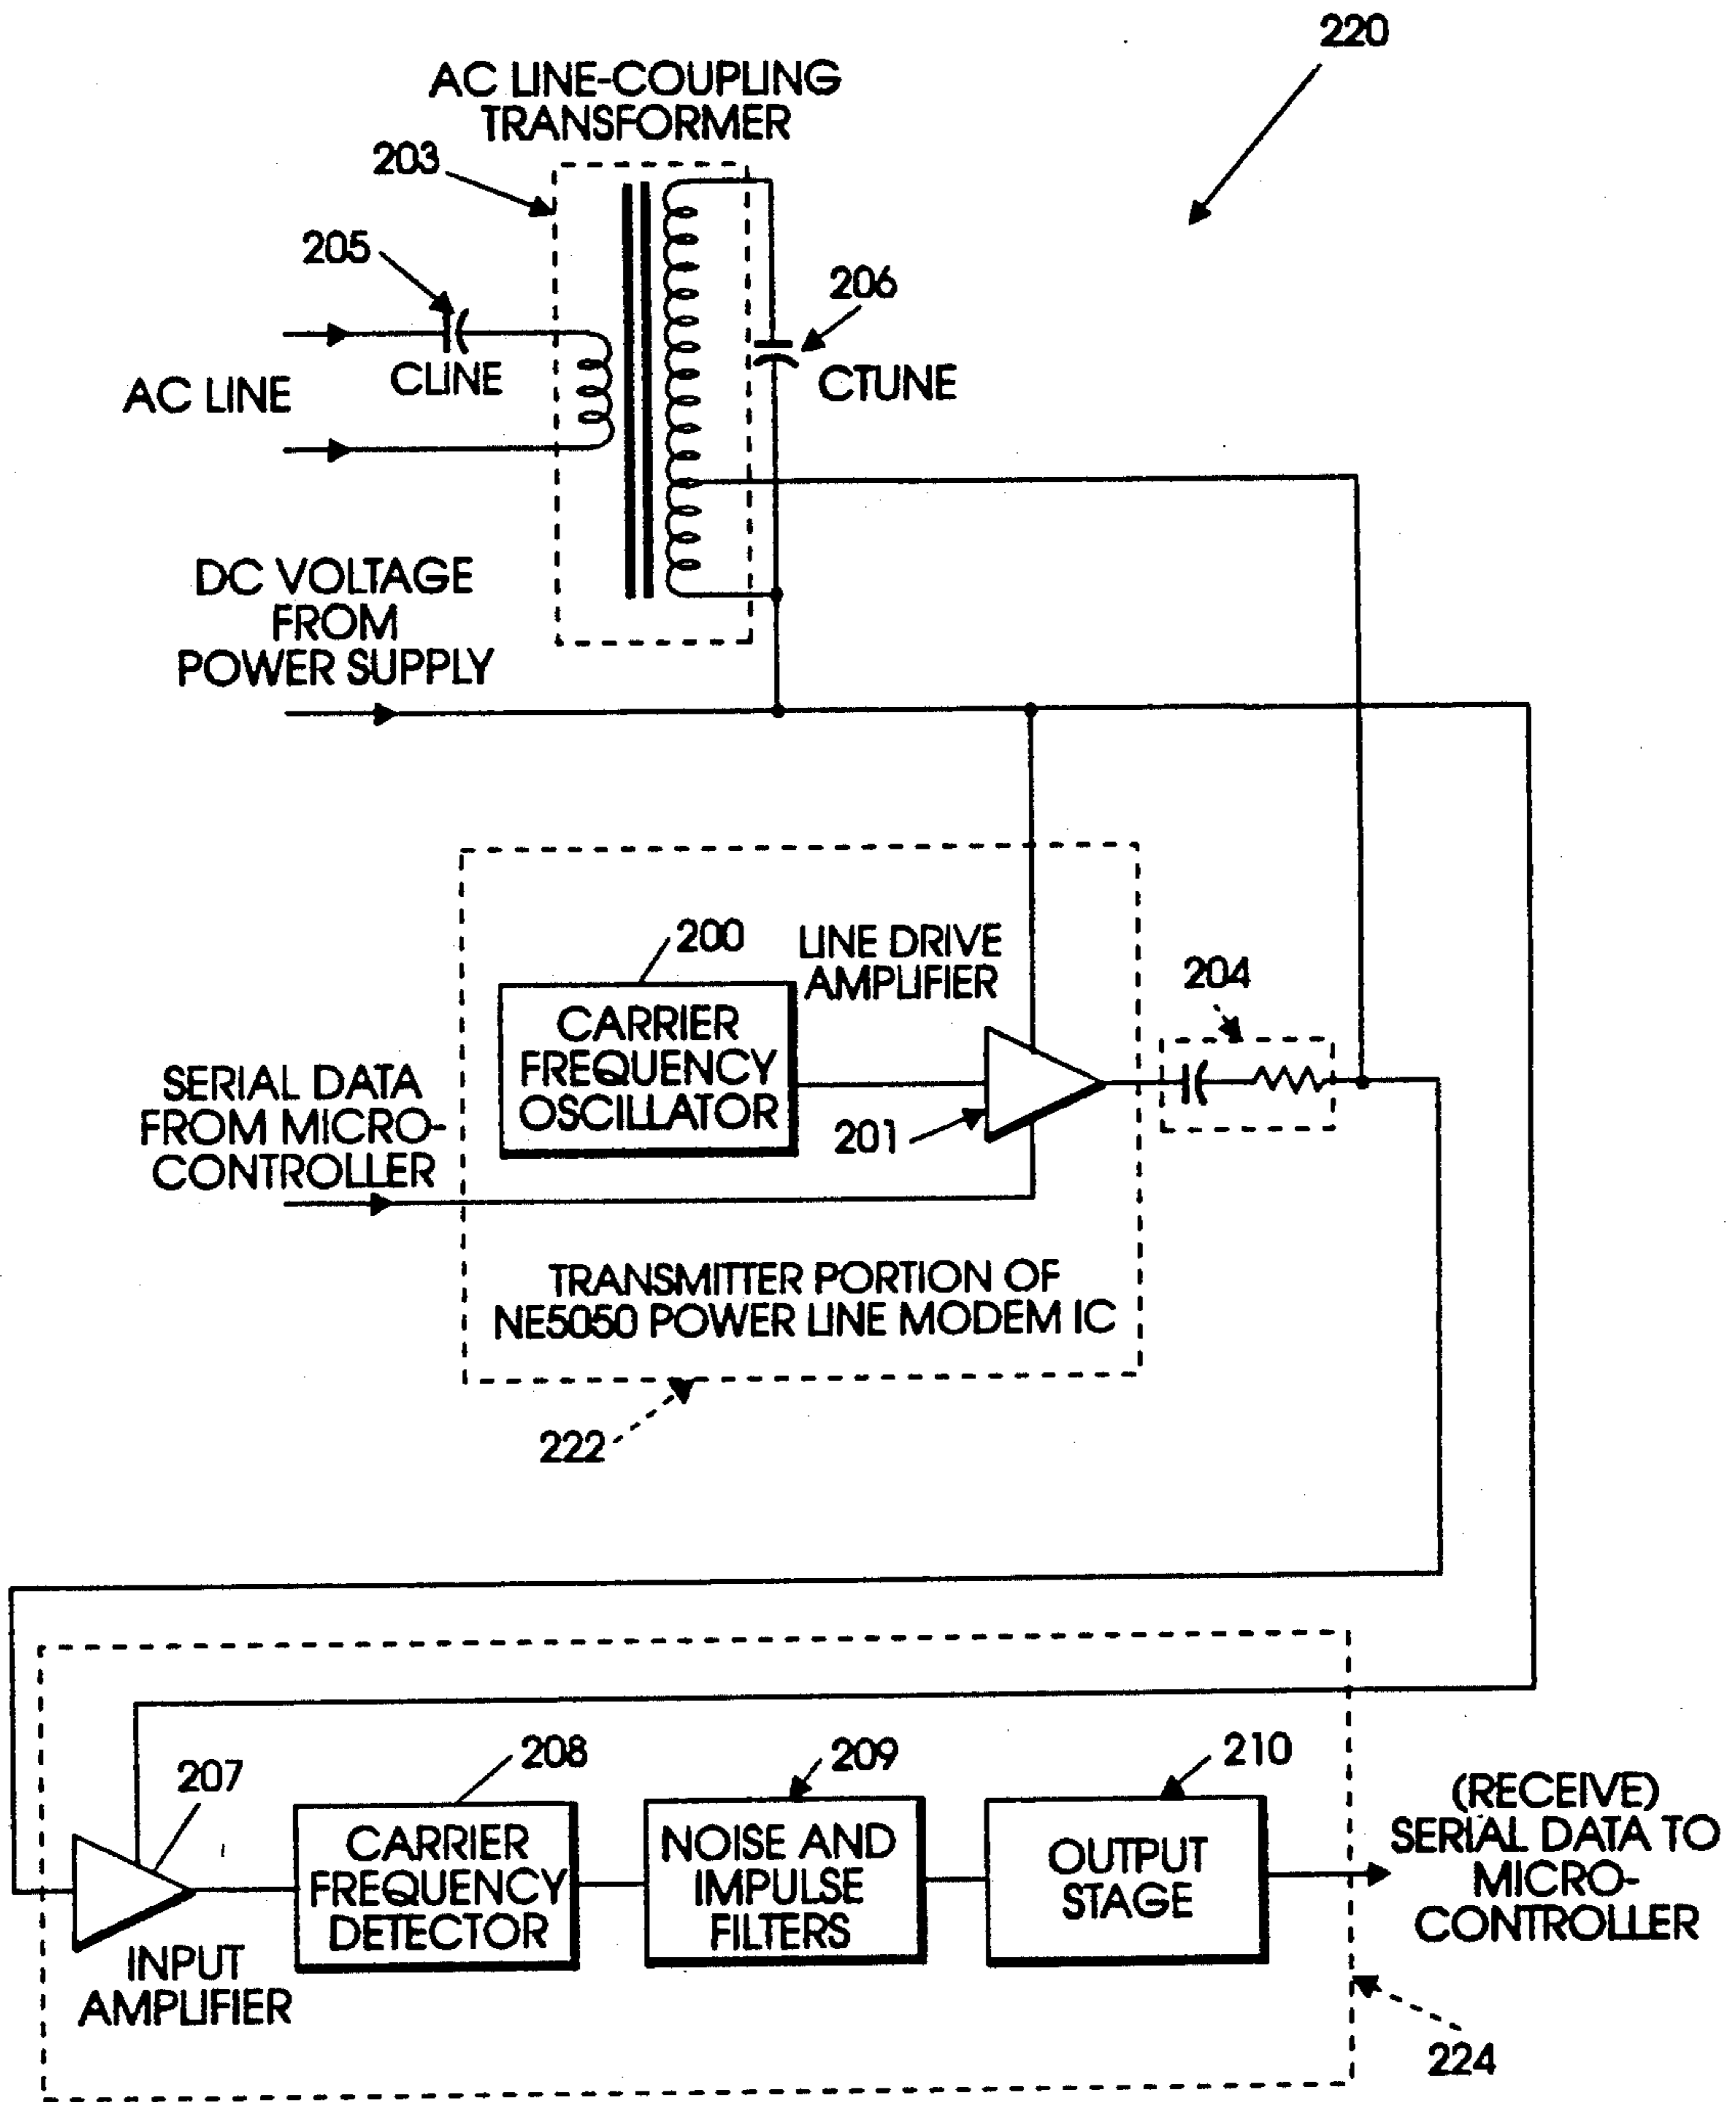 220
AC LINE-COUPLING
TRANSFORMER
203
205
206
CLINE
CTUNE
AC LINE
DC VOLTAGE
FROM
POWER SUPPLY
200
LINE DRIVE
AMPLIFIER
204
CARRIER
FREQUENCY
OSCILLATOR
201
SERIAL DATA
FROM MICRO-
CONTROLLER
TRANSMITTER PORTION OF
NE5050 POWER LINE MODEM IC
222
207
208
209
210
CARRIER
FREQUENCY
DETECTOR
NOISE AND
IMPULSE
FILTERS
OUTPUT
STAGE
(RECEIVE)
SERIAL DATA TO
MICRO-
CONTROLLER
INPUT
AMPLIFIER
224